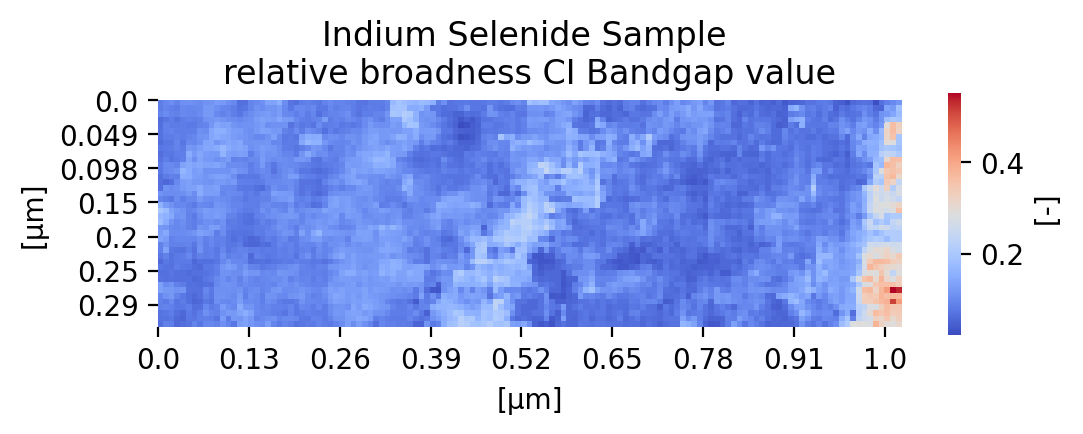 Indium Selenide Sample
relative broadness CI Bandgap value
0.0
0.049
0.098
0.15
0.2
0.25
0.29
[µm]
0.0 0.13 0.26 0.39 0.52 0.65 0.78 0.91 1.0
[µm]
0.4
0.2
[-]